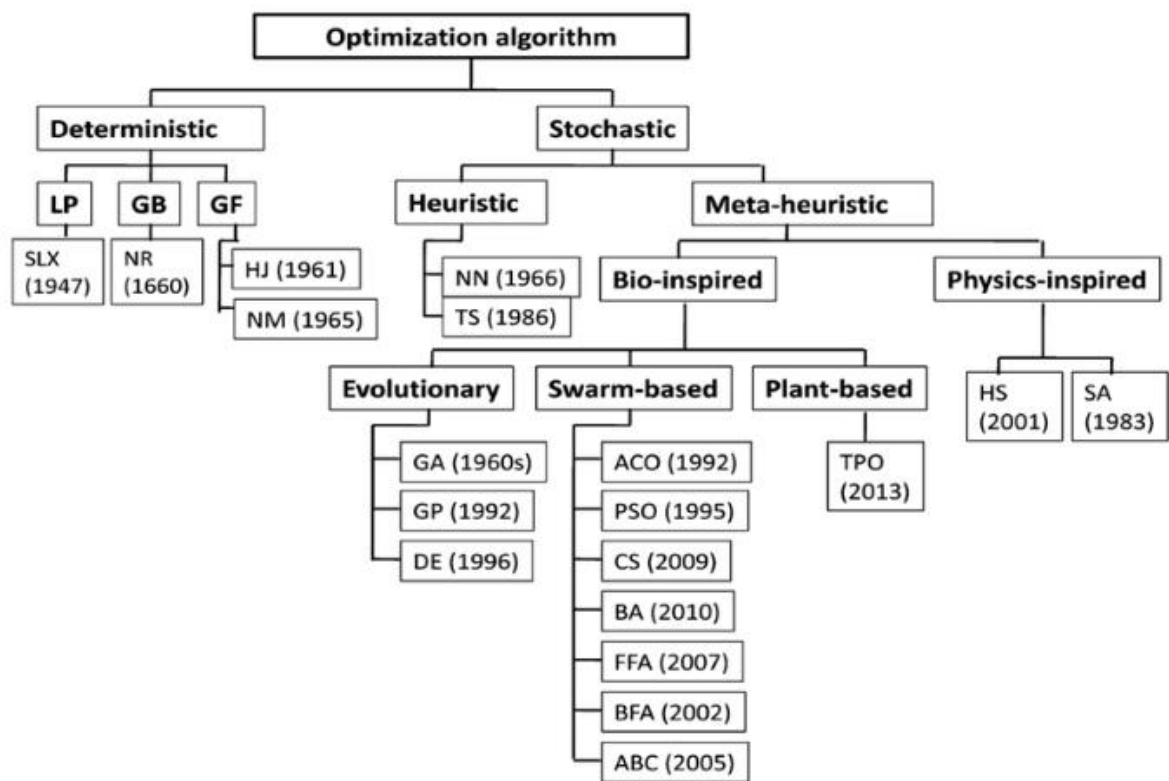 Optimization algorithm
Deterministic
Stochastic
LP
GB
GF
Heuristic
Meta-heuristic
SLX
(1947)
NR
(1660)
HJ (1961)
NM (1965)
NN (1966)
TS (1986)
Bio-inspired
Physics-inspired
Evolutionary
Swarm-based
Plant-based
HS
(2001)
SA
(1983)
GA (1960s)
GP (1992)
DE (1996)
ACO (1992)
PSO (1995)
CS (2009)
BA (2010)
FFA (2007)
BFA (2002)
ABC (2005)
TPO
(2013)